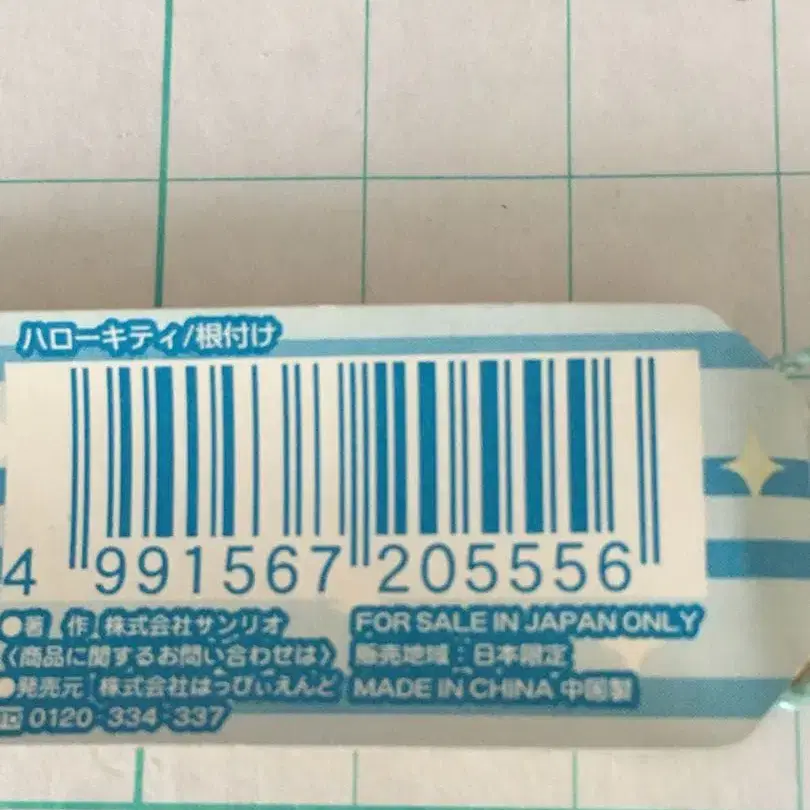 ハローキティ/根付け
4 991567 205556
●著 作 株式会社サンリオ
〈商品に関するお問い合わせは〉
●発売元 株式会社はっぴぃえんど
0120-334-337
FOR SALE IN JAPAN ONLY
販売地域:日本限定
MADE IN CHINA 中国製